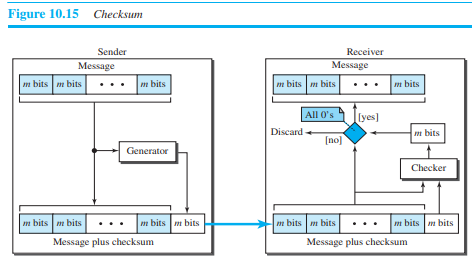 Figure 10.15 Checksum
Sender
Message
m bits m bits • • • m bits
Generator
m bits m bits • • • m bits m bits
Message plus checksum
Receiver
Message
m bits m bits • • • m bits
All 0's
[yes]
Discard
[no]
m bits
Checker
m bits m bits • • • m bits m bits
Message plus checksum